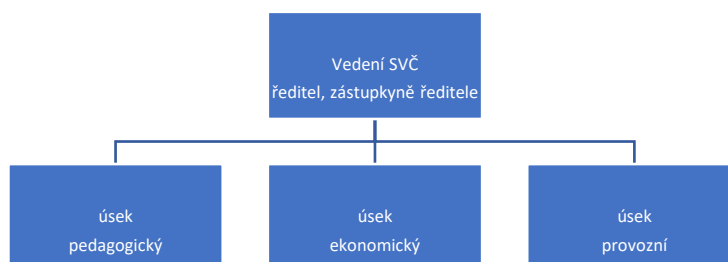 Vedení SVČ
ředitel, zástupkyně ředitele
úsek
pedagogický
úsek
ekonomický
úsek
provozní